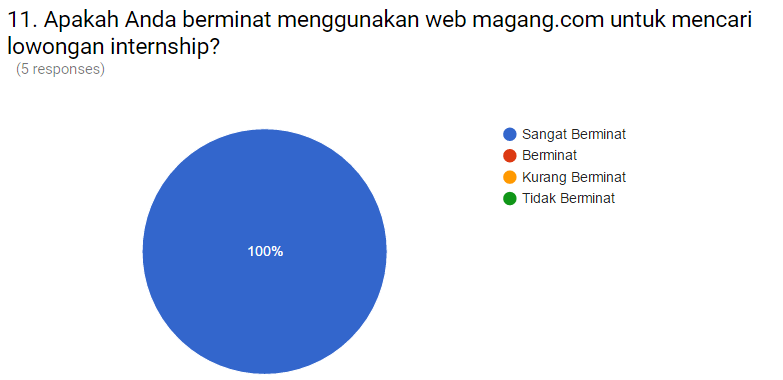 11. Apakah Anda berminat menggunakan web magang.com untuk mencari
lowongan internship?
(5 responses)
Sangat Berminat
Berminat
Kurang Berminat
Tidak Berminat
100%